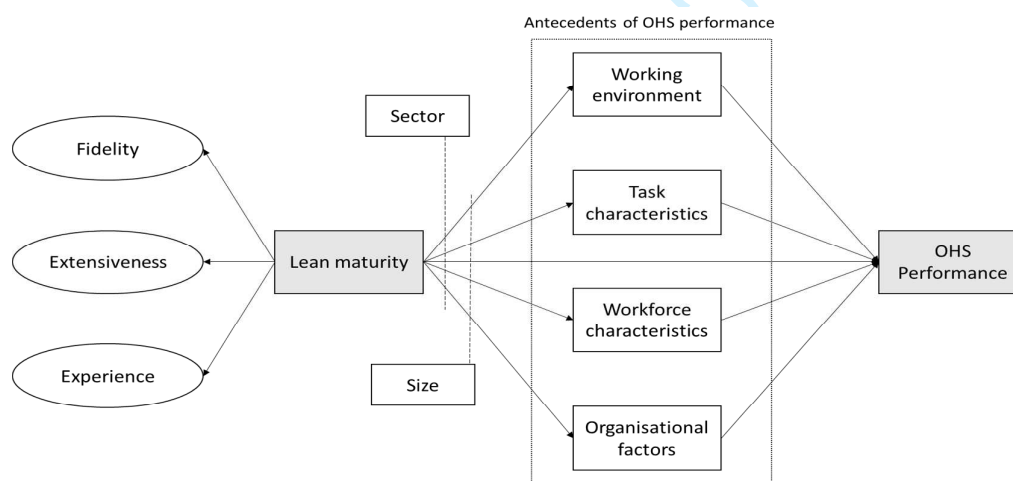 Antecedents of OHS performance
Working
environment
Sector
Fidelity
Task
characteristics
Extensiveness
Lean maturity
OHS
Performance
Workforce
characteristics
Experience
Size
Organisational
factors